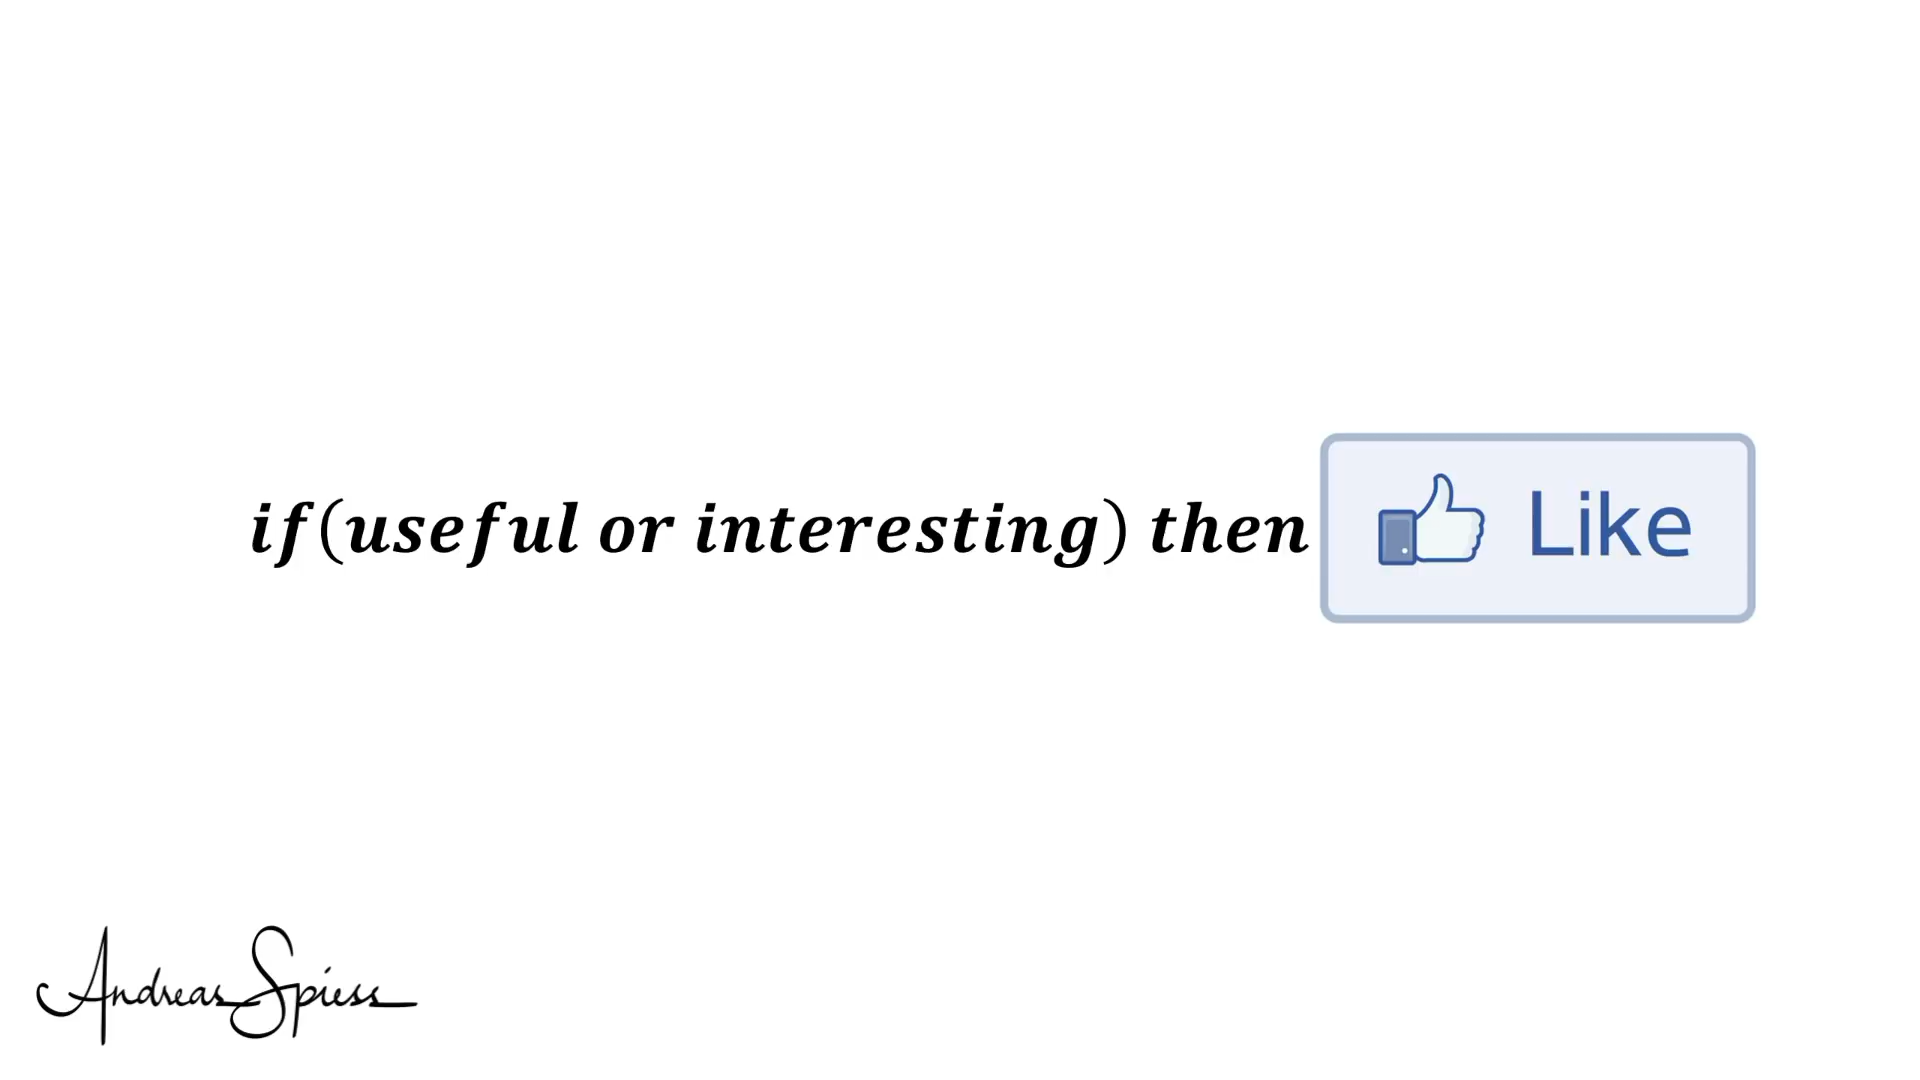 if(useful or interesting) then Like
Andreas Spiess